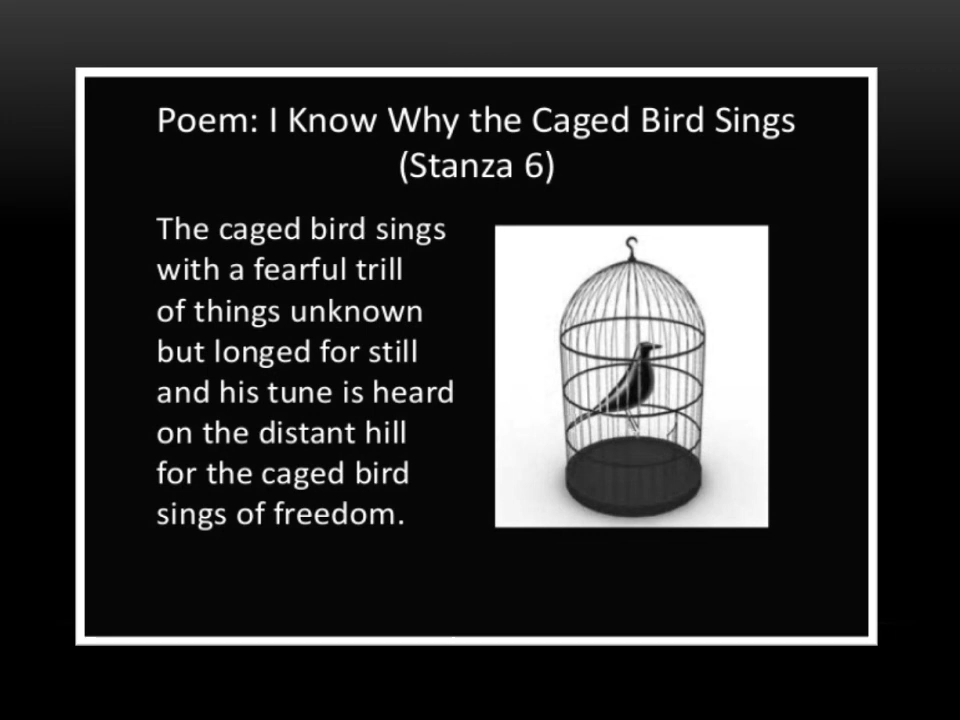 Poem: I Know Why the Caged Bird Sings
(Stanza 6)
The caged bird sings
with a fearful trill
of things unknown
but longed for still
and his tune is heard
on the distant hill
for the caged bird
sings of freedom.